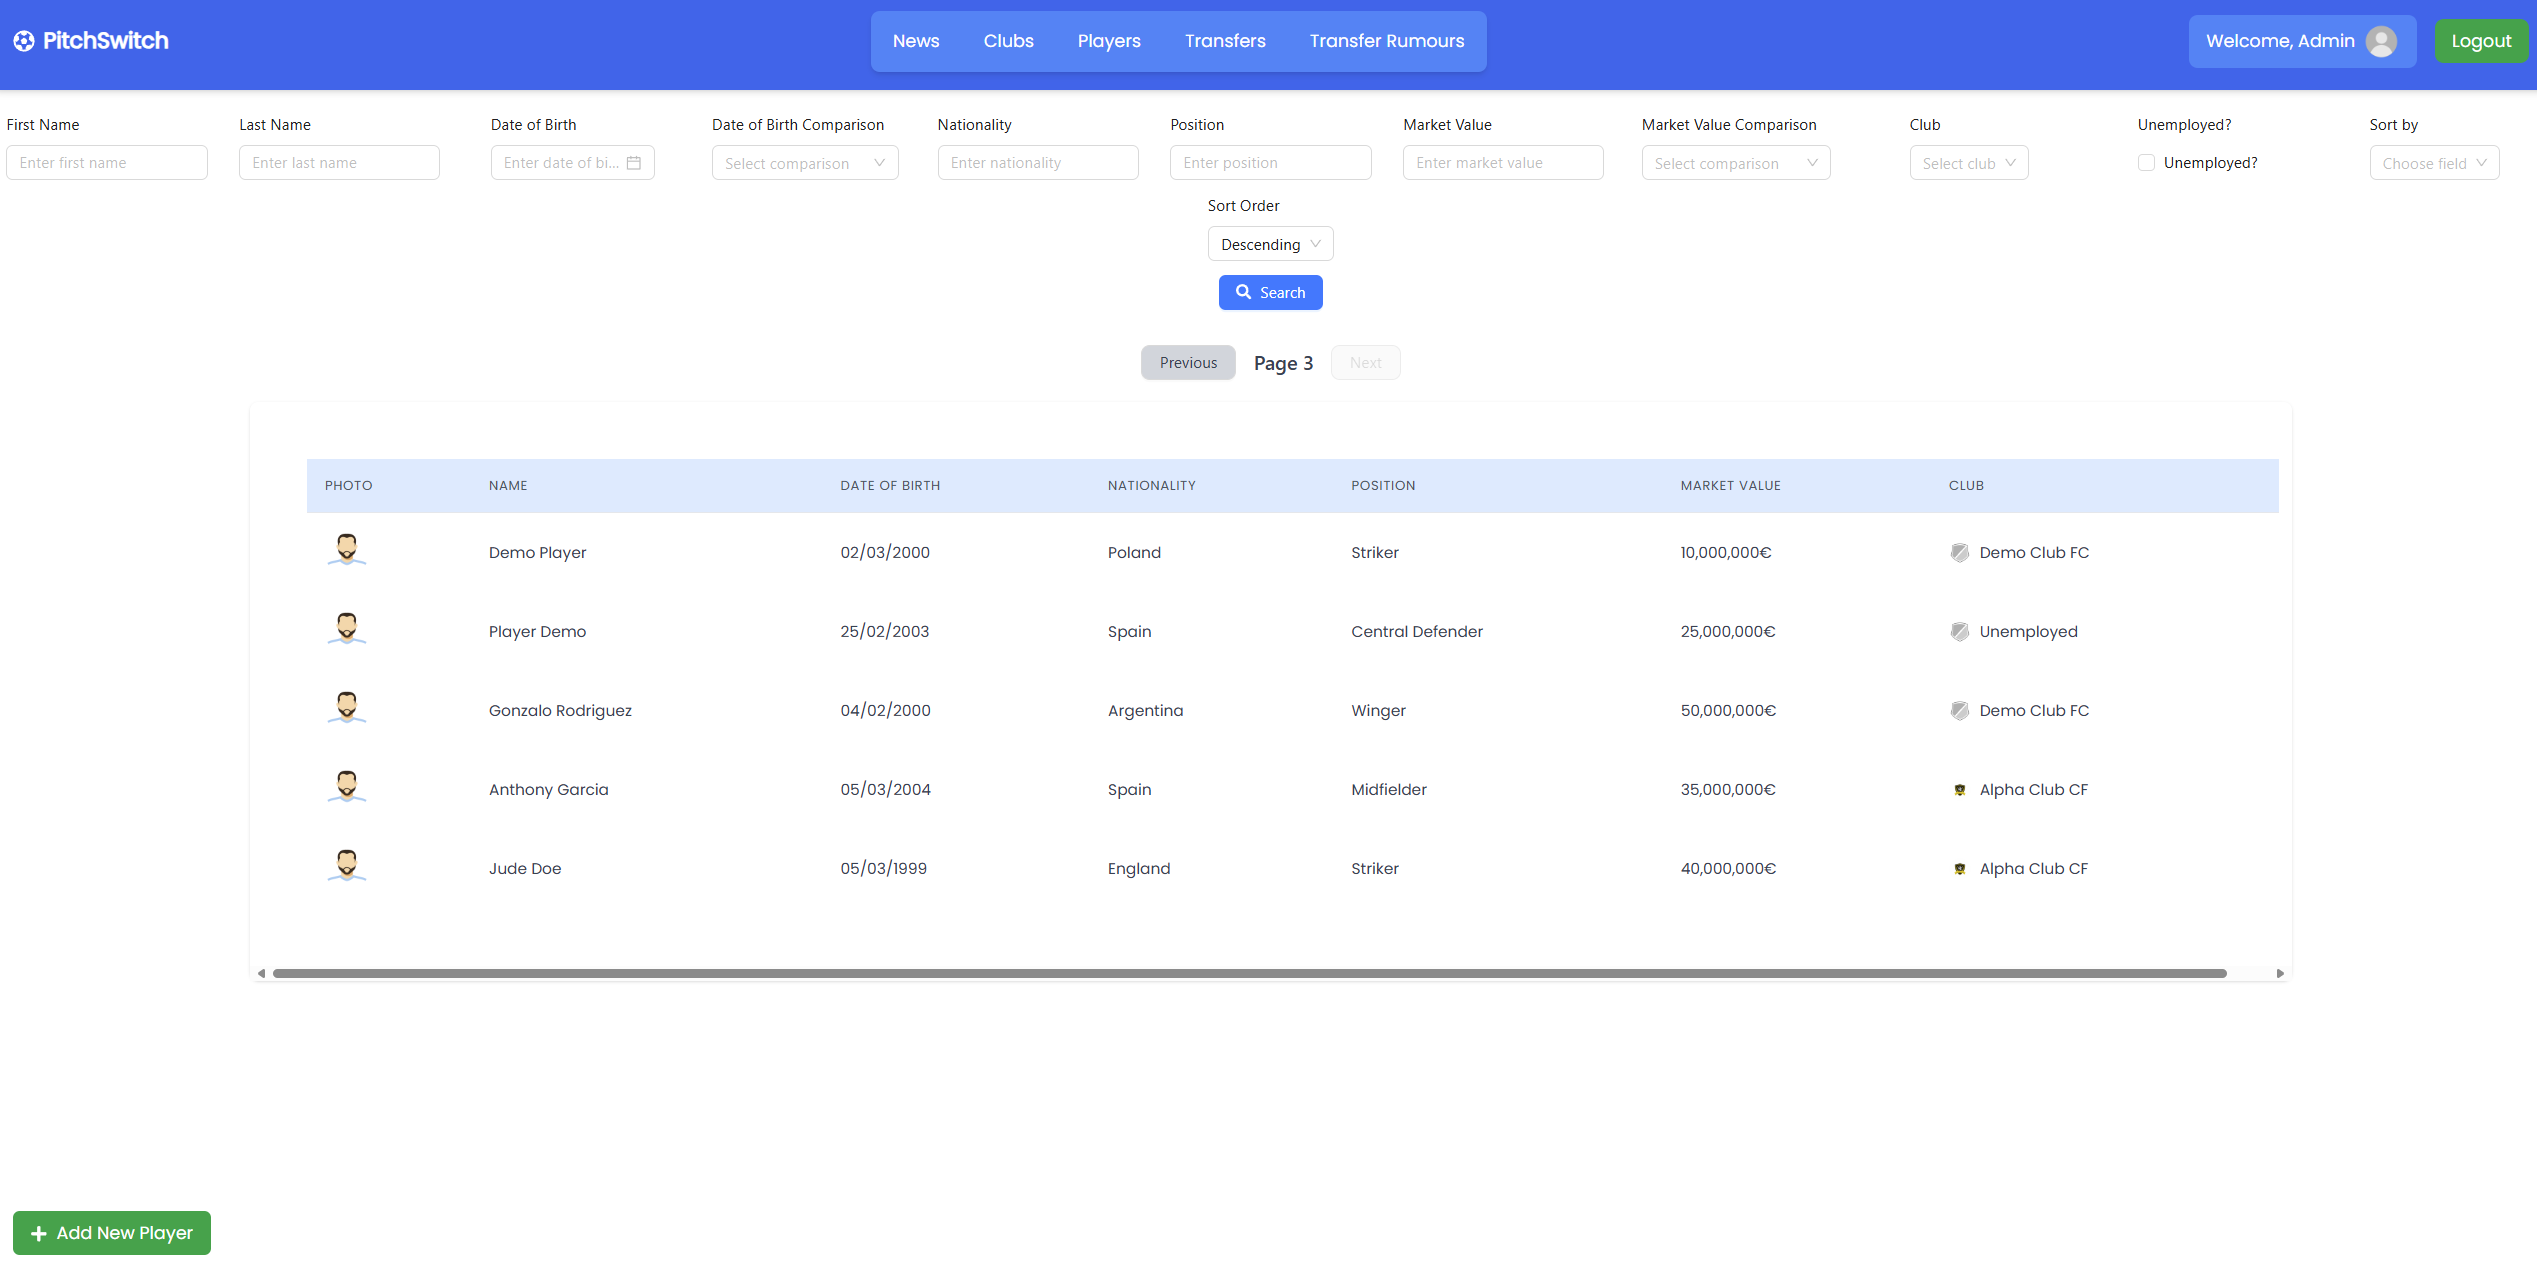 PitchSwitch
News Clubs Players Transfers Transfer Rumours
Welcome, Admin
Logout
First Name Last Name Date of Birth Date of Birth Comparison Nationality Position Market Value Market Value Comparison Club Unemployed? Sort by
Enter first name Enter last name Enter date of bi... Select comparison Enter nationality Enter position Enter market value Select comparison Select club Unemployed? Choose field
Sort Order
Descending
Search
Previous Page 3 Next
PHOTO NAME DATE OF BIRTH NATIONALITY POSITION MARKET VALUE CLUB
Demo Player 02/03/2000 Poland Striker 10,000,000€ Demo Club FC
Player Demo 25/02/2003 Spain Central Defender 25,000,000€ Unemployed
Gonzalo Rodriguez 04/02/2000 Argentina Winger 50,000,000€ Demo Club FC
Anthony Garcia 05/03/2004 Spain Midfielder 35,000,000€ Alpha Club CF
Jude Doe 05/03/1999 England Striker 40,000,000€ Alpha Club CF
Add New Player